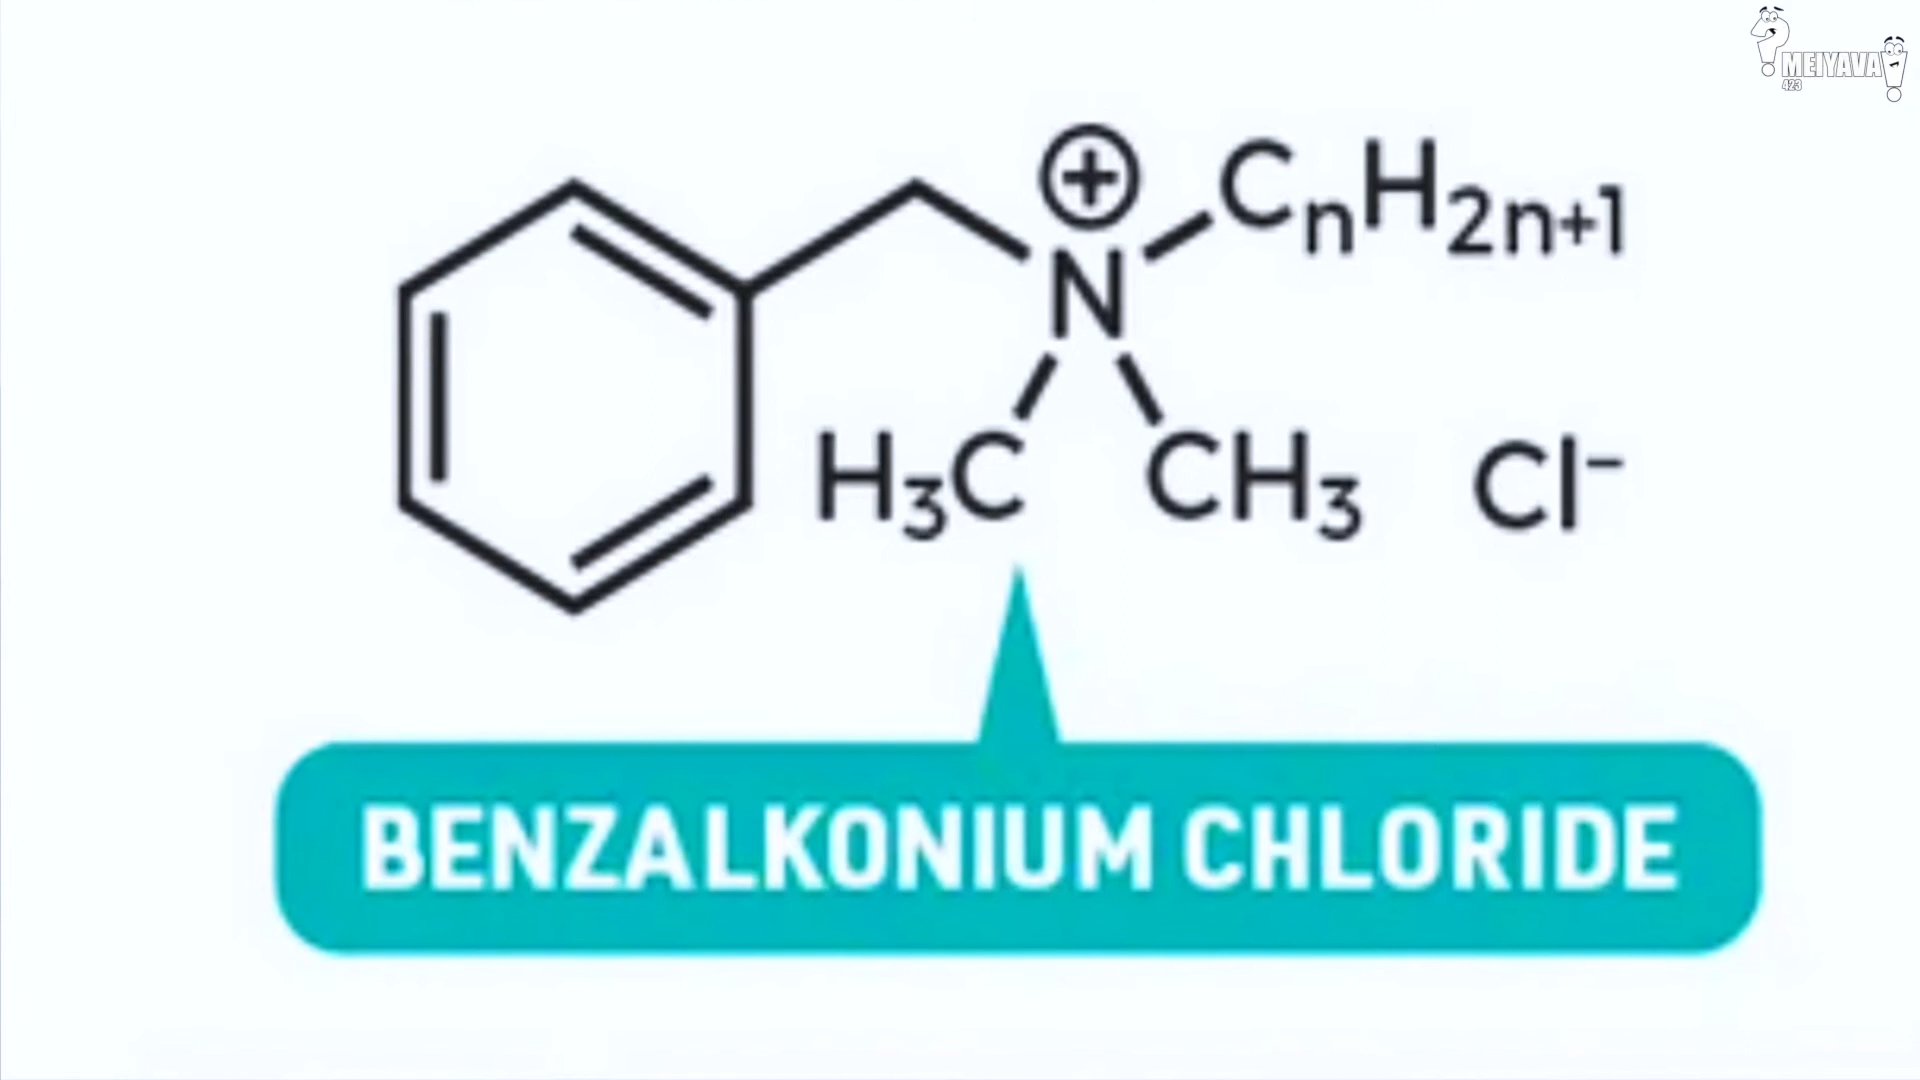 MEIYAVA
423
⊕
CₙH₂ₙ₊₁
N
H₃C CH₃ Cl⁻
BENZALKONIUM CHLORIDE